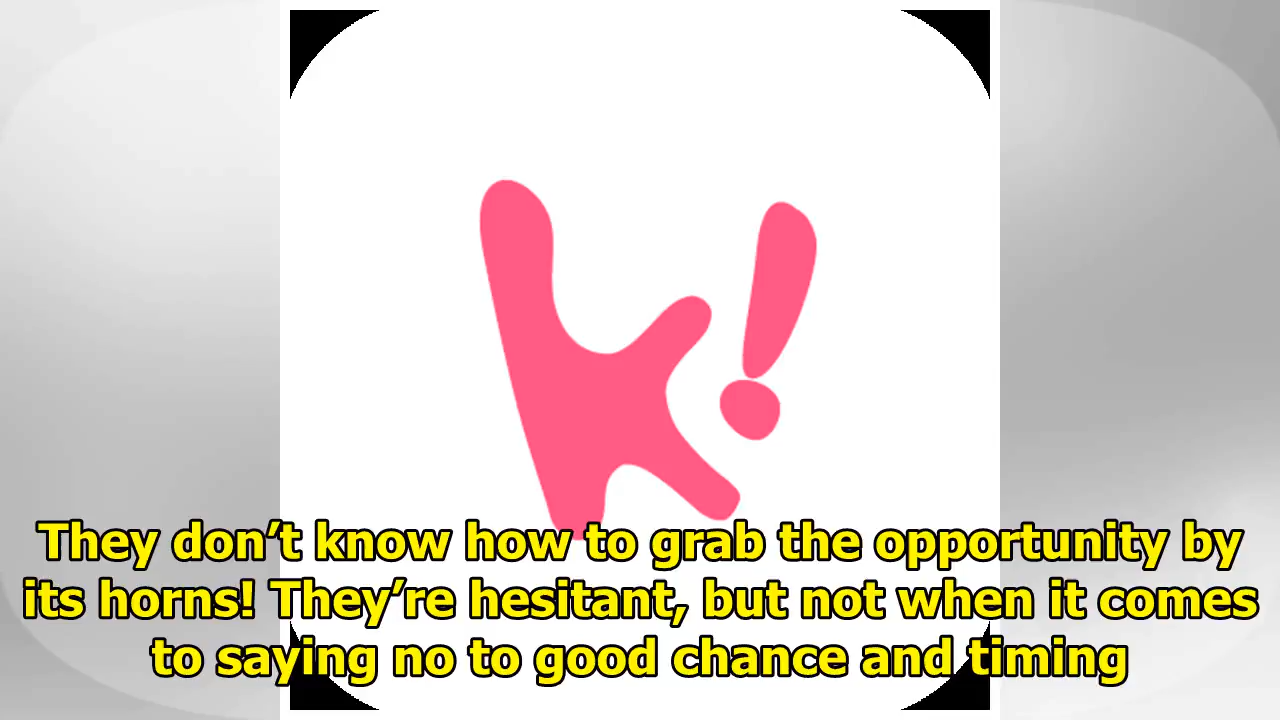 k!
They don’t know how to grab the opportunity by
its horns! They’re hesitant, but not when it comes
to saying no to good chance and timing